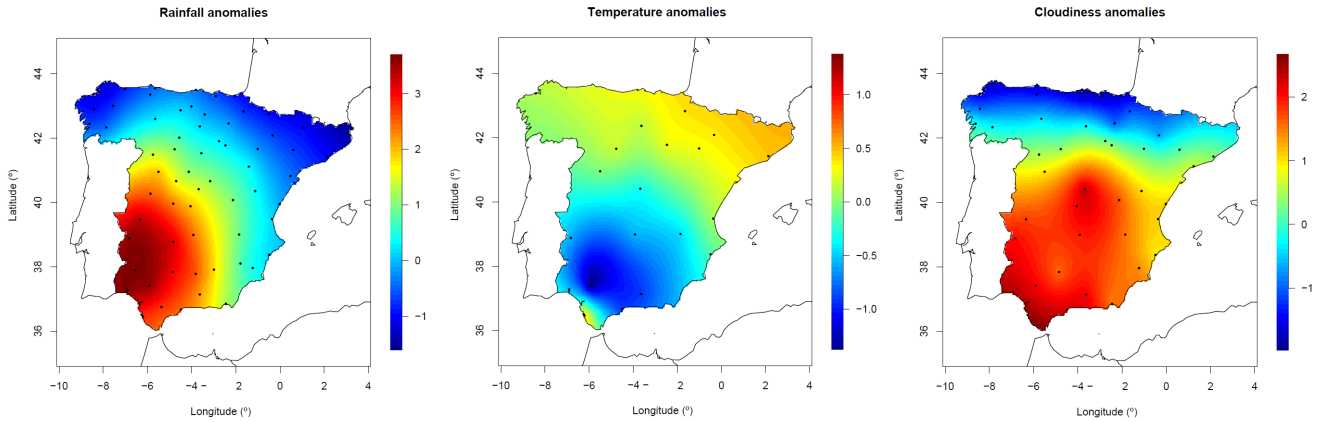 Rainfall anomalies
Temperature anomalies
Cloudiness anomalies
Latitude (º)
44
42
40
38
36
3
2
1
0
−1
−10 −8 −6 −4 −2 0 2 4
Longitude (º)
Latitude (º)
44
42
40
38
36
1.0
0.5
0.0
−0.5
−1.0
−10 −8 −6 −4 −2 0 2 4
Longitude (º)
Latitude (º)
44
42
40
38
36
2
1
0
−1
−10 −8 −6 −4 −2 0 2 4
Longitude (º)